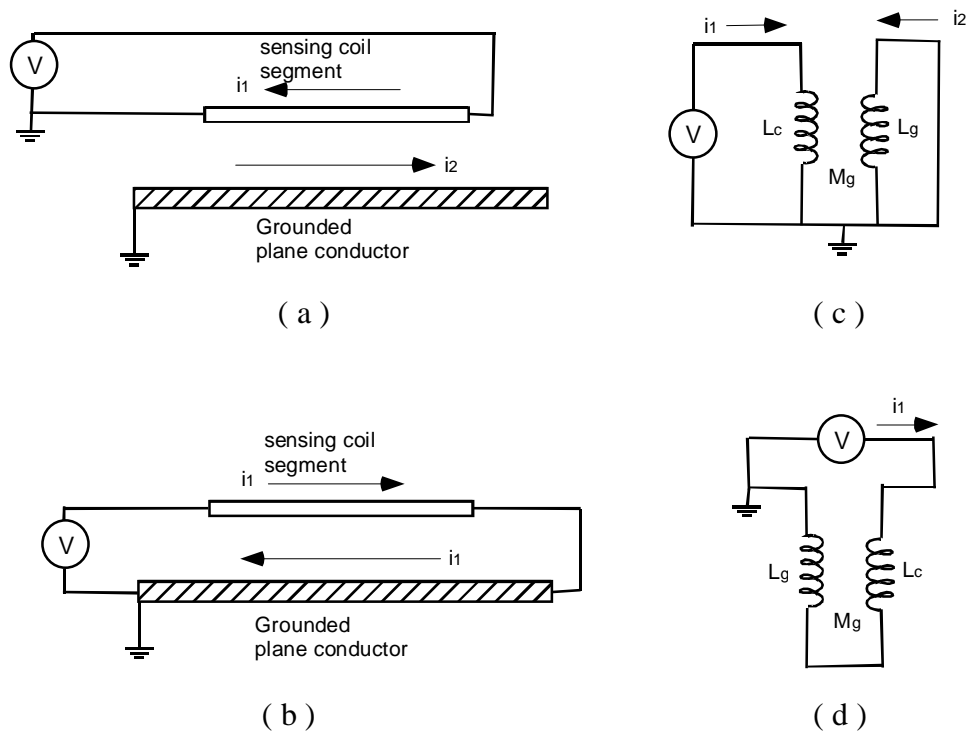 V
sensing coil
segment
i1
i2
Grounded
plane conductor
( a )
i1
i2
V
Lc
Lg
Mg
( c )
sensing coil
segment
i1
V
i1
Grounded
plane conductor
( b )
i1
V
Lg
Lc
Mg
( d )